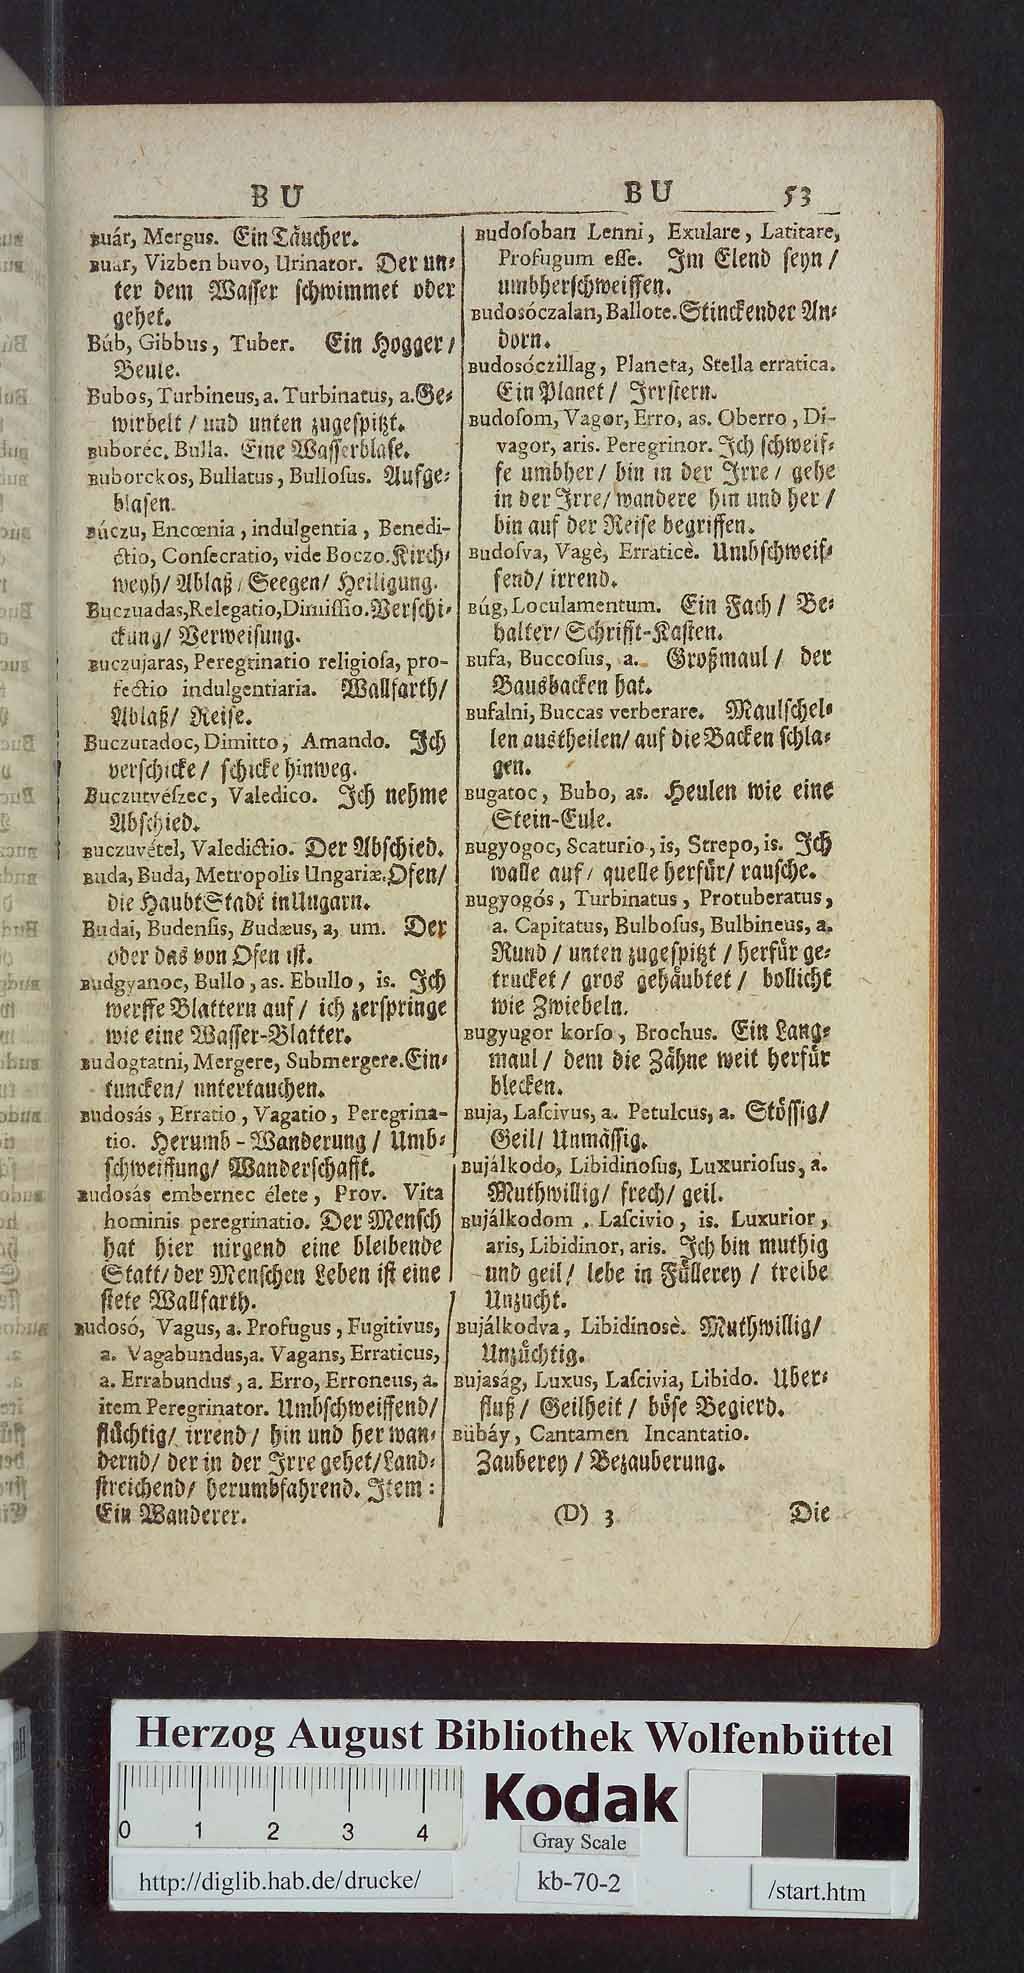 BU
BU 53
Buár, Mergus. Ein Täucher.
Buár, Vizben buvo, Urinator. Der un-
ter dem Wasser schwimmet oder
gehet.
Búb, Gibbus, Tuber. Ein Hogger/
Beule.
Bubos, Turbineus, a. Turbinatus, a. Ge-
wirbelt / und unten zugespitzt.
Buboréc. Bulla. Eine Wasserblase.
Buborckos, Bullatus, Bullosus. Aufge-
blasen.
Búczu, Encœnia, indulgentia, Benedi-
ctio, Consecratio, vide Boczo. Kirch-
weyh/ Ablaß/ Seegen/ Heiligung.
Buczuadas, Relegatio, Dimissio. Verschi-
ckung/ Verweisung.
Buczujaras, Peregrinatio religiosa, pro-
fectio indulgentiaria. Wallfarth/
Ablaß/ Reise.
Buczutadoc, Dimitto, Amando. Ich
verschicke/ schicke hinweg.
Buczutvészec, Valedico. Ich nehme
Abschied.
Buczuvétel, Valedictio. Der Abschied.
Buda, Buda, Metropolis Ungariæ. Ofen/
die HaubtStadt in Ungarn.
Budai, Budensis, Budæus, a, um. Der
oder das von Ofen ist.
Budgyanoc, Bullo, as. Ebullo, is. Ich
werffe Blattern auf/ ich zerspringe
wie eine Wasser-Blatter.
Budogtatni, Mergere, Submergere. Ein-
tuncken/ untertauchen.
Budosás, Erratio, Vagatio, Peregrina-
tio. Herumb-Wanderung/ Umb-
schweiffung/ Wanderschafft.
Budosás embernec élete, Prov. Vita
hominis peregrinatio. Der Mensch
hat hier nirgend eine bleibende
Statt/ der Menschen Leben ist eine
stete Wallfarth.
Budosó, Vagus, a. Profugus, Fugitivus,
a. Vagabundus, a. Vagans, Erraticus,
a. Errabundus, a. Erro, Erroneus, a.
item Peregrinator. Umbschweiffend/
flüchtig/ irrend/ hin und her wan-
dernd/ der in der Irre gehet/ Land-
streichend/ herumbfahrend. Item:
Ein Wanderer.
Budosoban Lenni, Exulare, Latitare,
Profugum esse. Im Elend seyn/
umbherschweiffen.
Budosóczalan, Ballote. Stinckender An-
dorn.
Budosóczillag, Planeta, Stella erratica.
Ein Planet/ Irrstern.
Budosom, Vagor, Erro, as. Oberro, Di-
vagor, aris. Peregrinor. Ich schweif-
fe umbher/ bin in der Irre/ gehe
in der Irre/ wandere hin und her/
bin auf der Reise begriffen.
Budosva, Vagè, Erraticè. Umbschweif-
fend/ irrend.
Búg, Loculamentum. Ein Fach/ Be-
halter/ Schrifft-Kasten.
Bufa, Buccosus, a. Großmaul/ der
Bausbacken hat.
Bufalni, Buccas verberare. Maulschel-
len austheilen/ auf die Backen schla-
gen.
Bugatoc, Bubo, as. Heulen wie eine
Stein-Eule.
Bugyogoc, Scaturio, is, Strepo, is. Ich
walle auf/ quelle herfür/ rausche.
Bugyogós, Turbinatus, Protuberatus,
a. Capitatus, Bulbosus, Bulbineus, a.
Rund/ unten zugespitzt/ herfür ge-
trucket/ gros gehäubtet/ bollicht
wie Zwiebeln.
Bugyugor korso, Brochus. Ein Lang-
maul/ dem die Zähne weit herfür
blecken.
Buja, Lascivus, a. Petulcus, a. Stössig/
Geil/ Unmässig.
Bujálkodo, Libidinosus, Luxuriosus, a.
Muthwillig/ frech/ geil.
Bujálkodom. Lascivio, is. Luxurior,
aris, Libidinor, aris. Ich bin muthig
und geil/ lebe in Füllerey/ treibe
Unzucht.
Bujálkodva, Libidinosè. Muthwillig/
Unzüchtig.
Bujaság, Luxus, Lascivia, Libido. Uber-
fluß/ Geilheit/ böse Begierd.
Bübáy, Cantamen Incantatio.
Zauberey/ Bezauberung.
(D) 3 Die
Herzog August Bibliothek Wolfenbüttel
Kodak
Gray Scale
0 1 2 3 4
http://diglib.hab.de/drucke/
kb-70-2
/start.htm